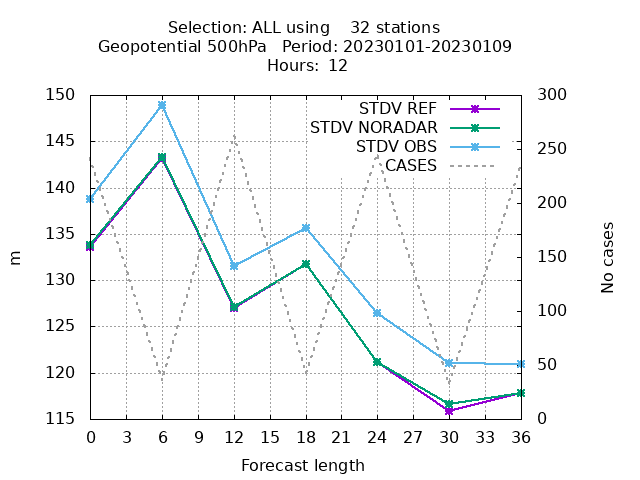 Selection: ALL using    32 stations
Geopotential 500hPa   Period: 20230101-20230109
Hours: 12
STDV REF
STDV NORADAR
STDV OBS
CASES
150
145
140
135
130
125
120
115
m
300
250
200
150
100
50
0
No cases
0 3 6 9 12 15 18 21 24 27 30 33 36
Forecast length